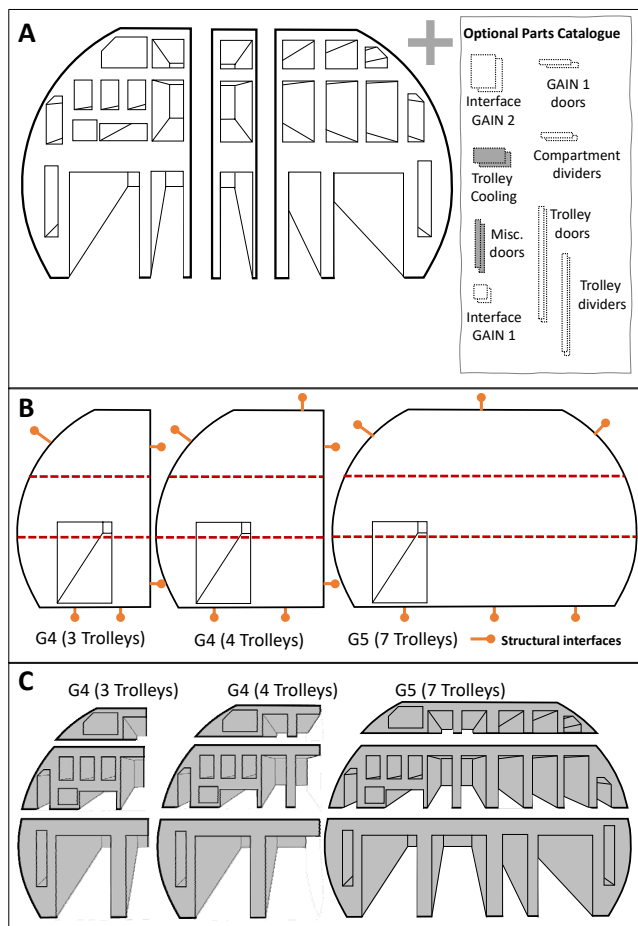 A
Optional Parts Catalogue
Interface
GAIN 2
GAIN 1
doors
Trolley
Cooling
Compartment
dividers
Misc.
doors
Trolley
doors
Interface
GAIN 1
Trolley
dividers
B
G4 (3 Trolleys)
G4 (4 Trolleys)
G5 (7 Trolleys)
Structural interfaces
C
G4 (3 Trolleys)
G4 (4 Trolleys)
G5 (7 Trolleys)